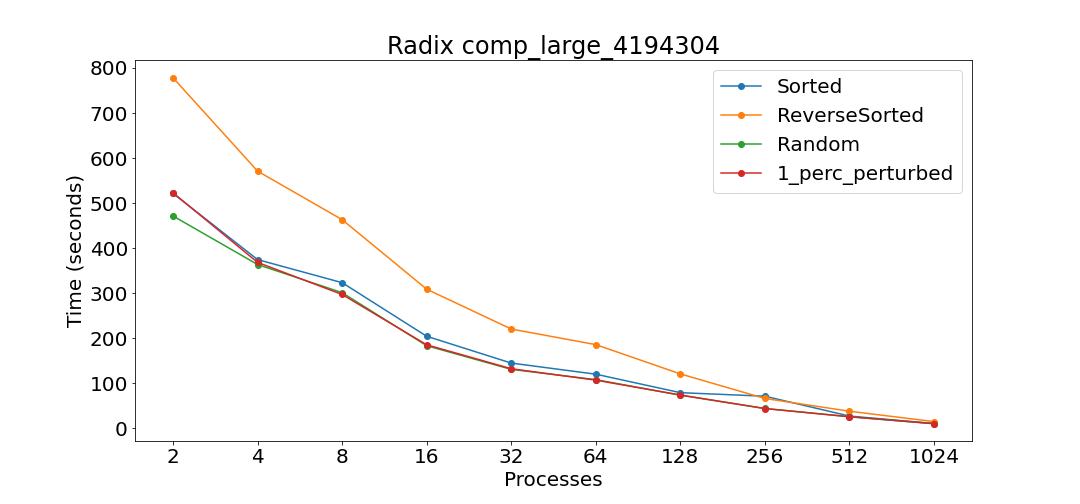 Radix comp_large_4194304
Time (seconds)
800
700
600
500
400
300
200
100
0
Sorted
ReverseSorted
Random
1_perc_perturbed
2 4 8 16 32 64 128 256 512 1024
Processes